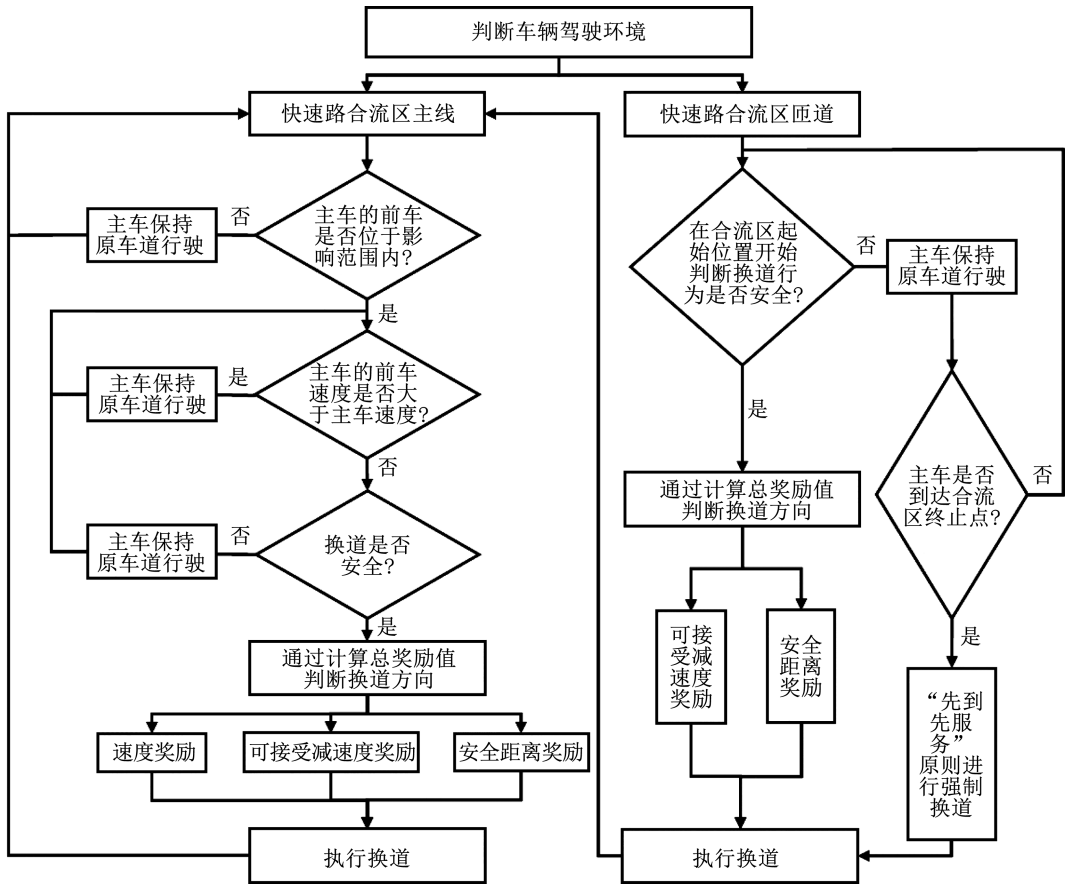 判断车辆驾驶环境
快速路合流区主线
主车的前车
是否位于影
响范围内?
否
主车保持
原车道行驶
是
主车的前车
速度是否大
于主车速度?
是
主车保持
原车道行驶
否
换道是否
安全?
否
主车保持
原车道行驶
是
通过计算总奖励值
判断换道方向
速度奖励
可接受减速度奖励
安全距离奖励
执行换道
快速路合流区匝道
在合流区起
始位置开始
判断换道行
为是否安全?
否
主车保持
原车道行驶
是
主车是否
到达合流
区终止点?
否
是
“先到
先服
务”
原则进
行强制
换道
通过计算总奖励值
判断换道方向
可接
受减
速度
奖励
安全
距离
奖励
执行换道